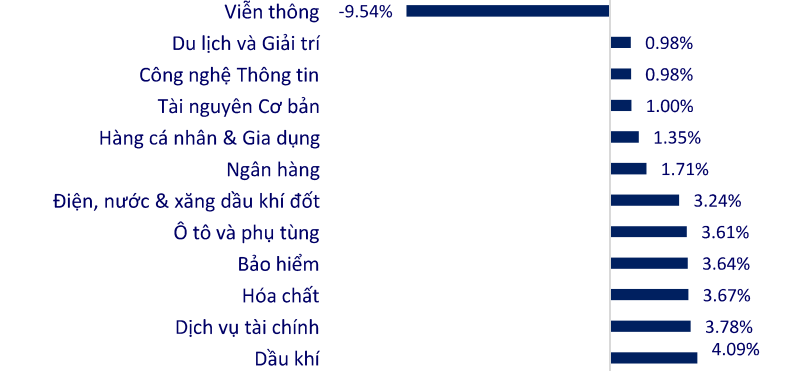 Viễn thông -9.54%
Du lịch và Giải trí 0.98%
Công nghệ Thông tin 0.98%
Tài nguyên Cơ bản 1.00%
Hàng cá nhân & Gia dụng 1.35%
Ngân hàng 1.71%
Điện, nước & xăng dầu khí đốt 3.24%
Ô tô và phụ tùng 3.61%
Bảo hiểm 3.64%
Hóa chất 3.67%
Dịch vụ tài chính 3.78%
Dầu khí 4.09%